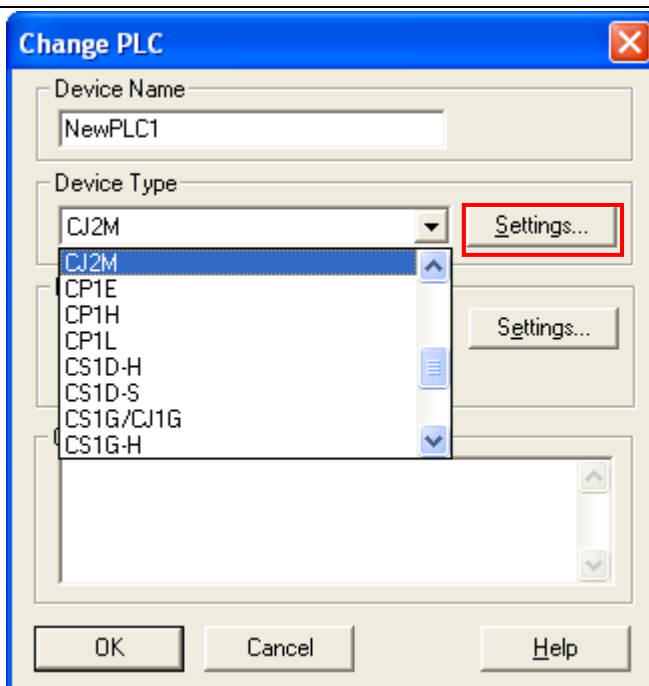 Change PLC
Device Name
NewPLC1
Device Type
CJ2M
Settings...
CJ2M
CP1E
CP1H
CP1L
CS1D-H
CS1D-S
CS1G/CJ1G
CS1G-H
Settings...
OK
Cancel
Help